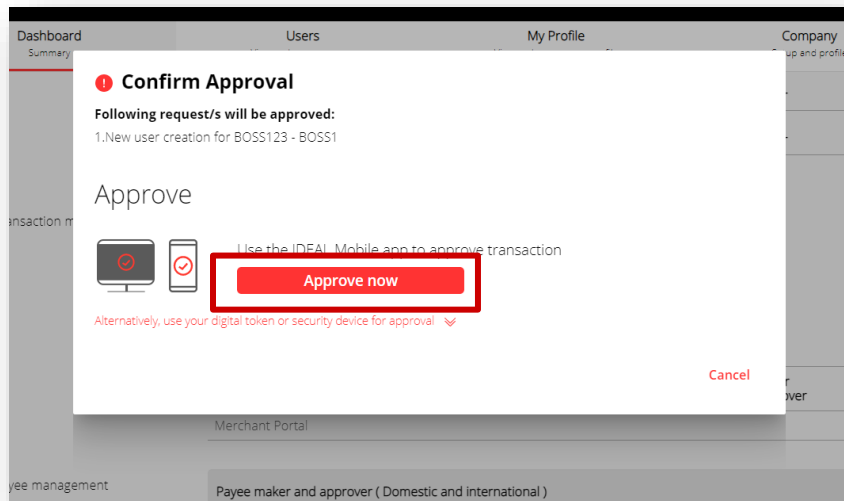 Dashboard Users My Profile Company
Summary up and profile
Confirm Approval
Following request/s will be approved:
1.New user creation for BOSS123 - BOSS1
Approve
ansaction m
Use the IDEAL Mobile app to approve transaction
Approve now
Alternatively, use your digital token or security device for approval
Cancel
r
over
Merchant Portal
yee management
Payee maker and approver ( Domestic and international )